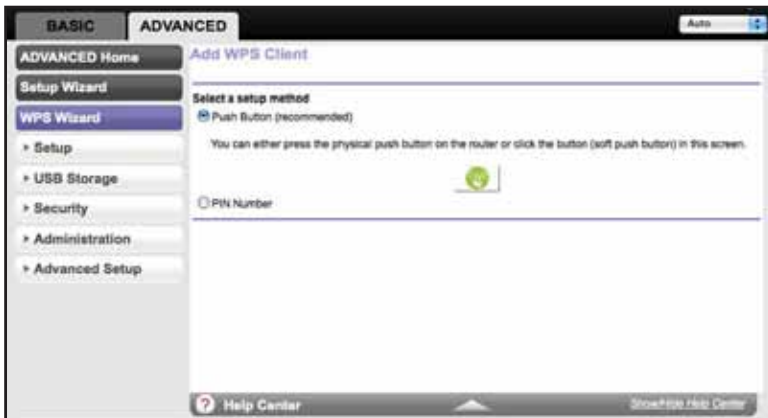 BASIC
ADVANCED
Auto
ADVANCED Home
Setup Wizard
WPS Wizard
Setup
USB Storage
Security
Administration
Advanced Setup
Add WPS Client
Select a setup method
Push Button (recommended)
You can either press the physical push button on the router or click the button (soft push button) in this screen.
PIN Number
? Help Center
Show/Hide Help Center